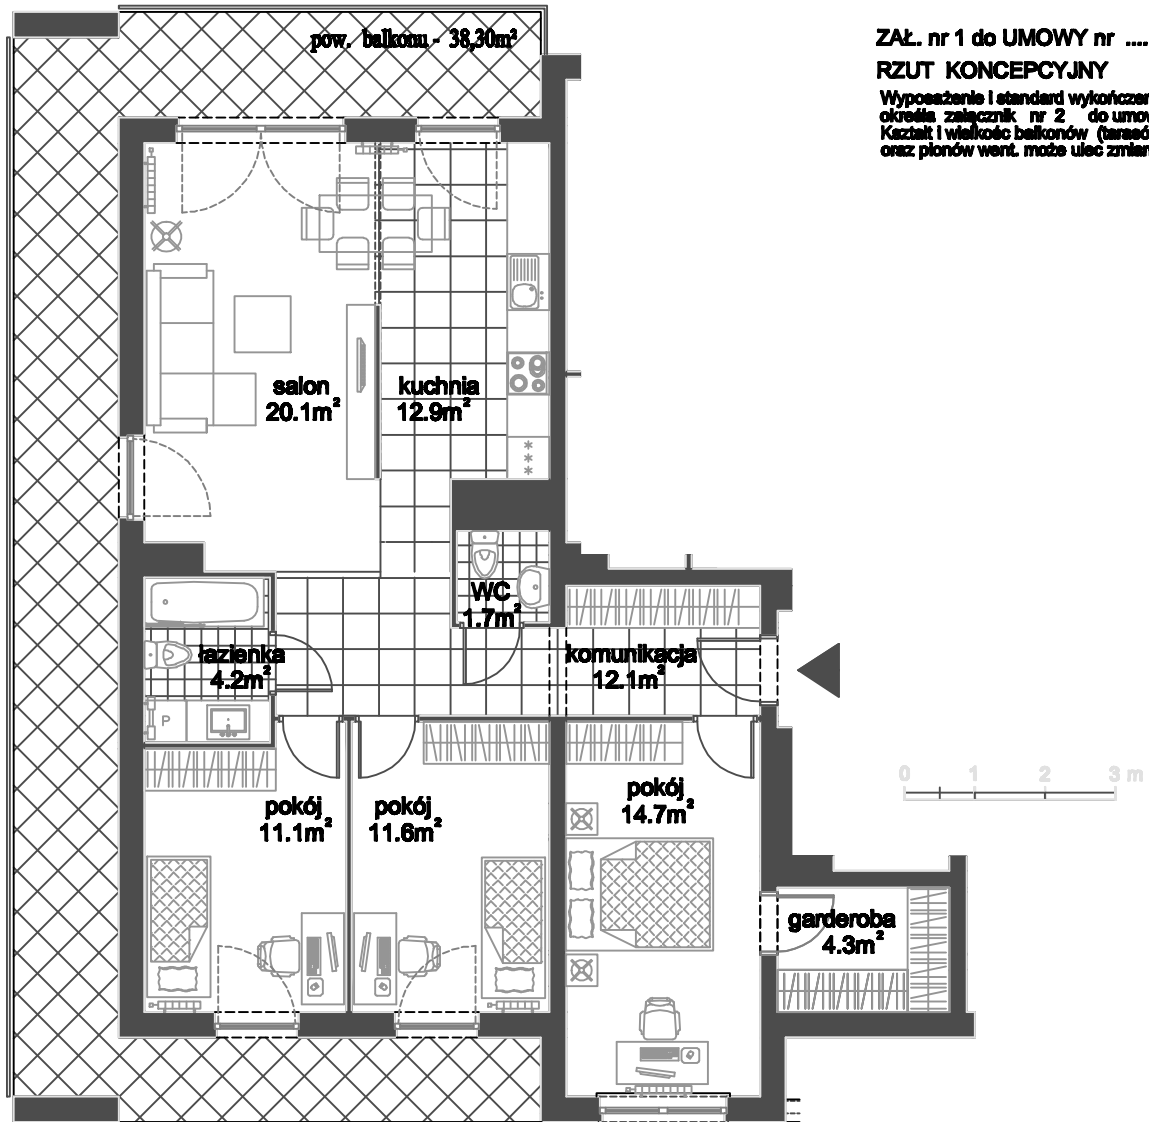 pow. balkonu - 38,30m²
ZAŁ. nr 1 do UMOWY nr ....
RZUT KONCEPCYJNY
Wyposażenie i standard wykończen
określa załącznik nr 2 do umow
Kształt i wielkośc balkonów (tarasó
oraz pionów went. może ulec zmian
salon
20.1m²
kuchnia
12.9m²
WC
1.7m²
łazienka
4.2m²
komunikacja
12.1m²
P
pokój
11.1m²
pokój
11.6m²
pokój
14.7m²
0 1 2 3 m
garderoba
4.3m²